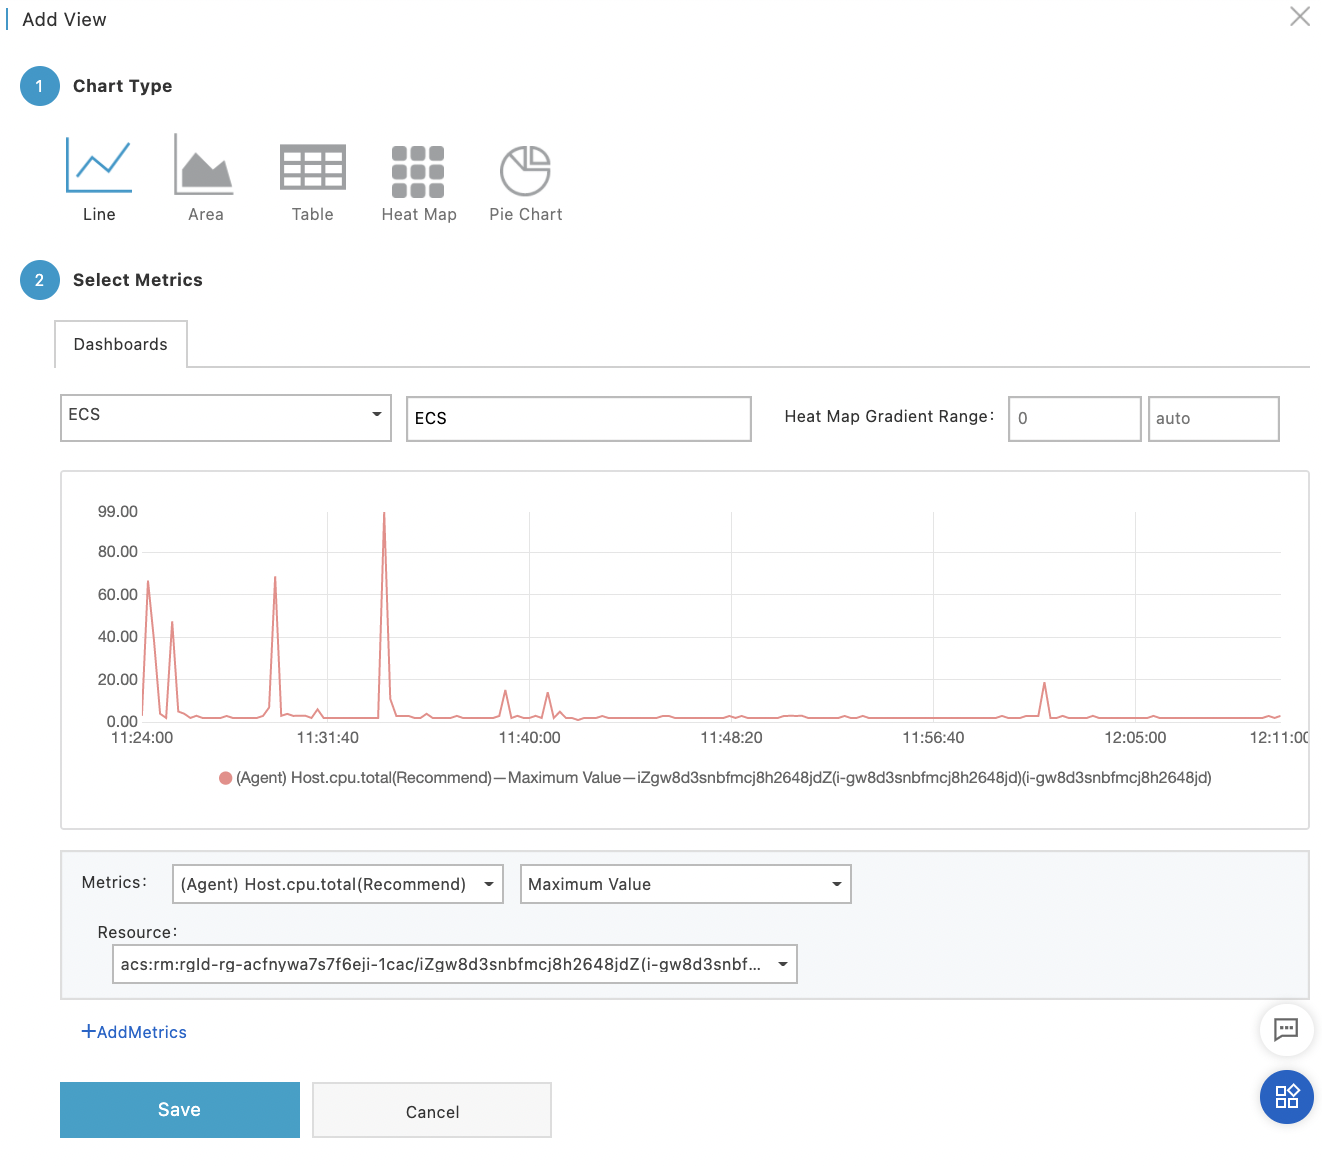 Add View
1 Chart Type
Line Area Table Heat Map Pie Chart
2 Select Metrics
Dashboards
ECS ECS Heat Map Gradient Range: 0 auto
99.00
80.00
60.00
40.00
20.00
0.00
11:24:00 11:31:40 11:40:00 11:48:20 11:56:40 12:05:00 12:11:00
(Agent) Host.cpu.total(Recommend)—Maximum Value—iZgw8d3snbfmcj8h2648jdZ(i-gw8d3snbfmcj8h2648jd)(i-gw8d3snbfmcj8h2648jd)
Metrics: (Agent) Host.cpu.total(Recommend) Maximum Value
Resource:
acs:rm:rgId-rg-acfnywa7s7f6eji-1cac/iZgw8d3snbfmcj8h2648jdZ(i-gw8d3snbf...
+AddMetrics
Save Cancel